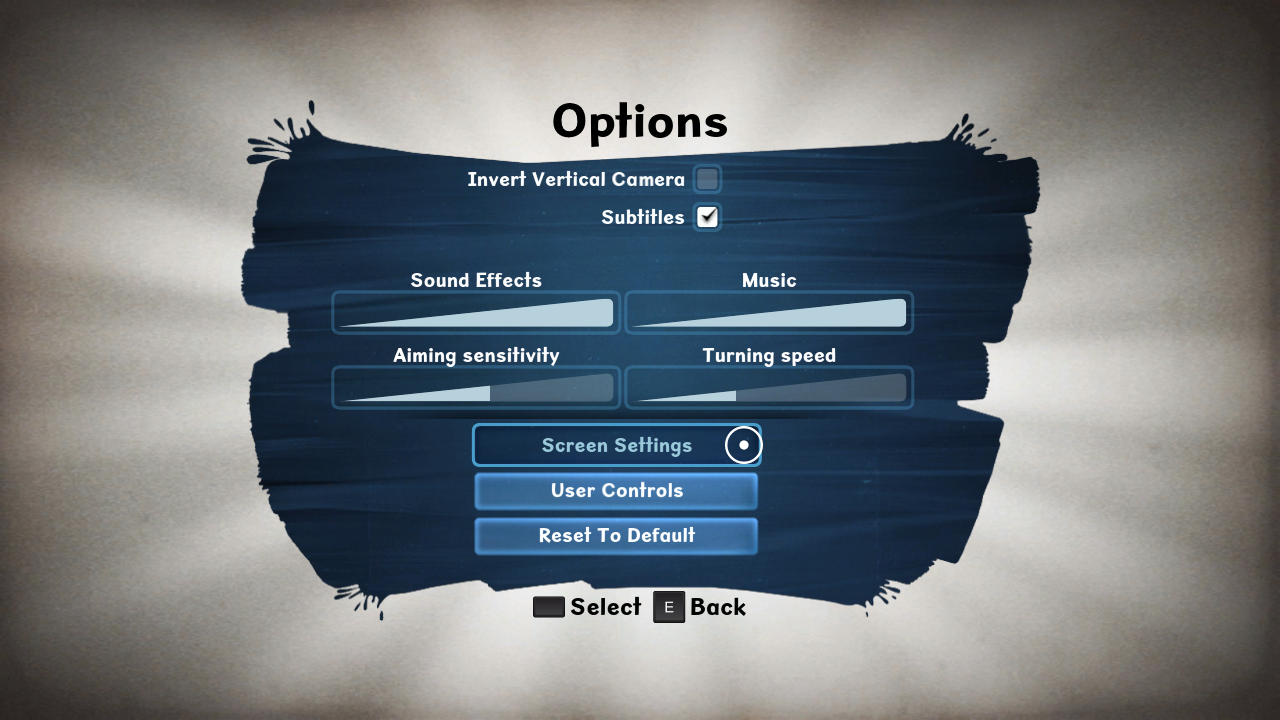 Options
Invert Vertical Camera
Subtitles
Sound Effects Music
Aiming sensitivity Turning speed
Screen Settings
User Controls
Reset To Default
Select E Back